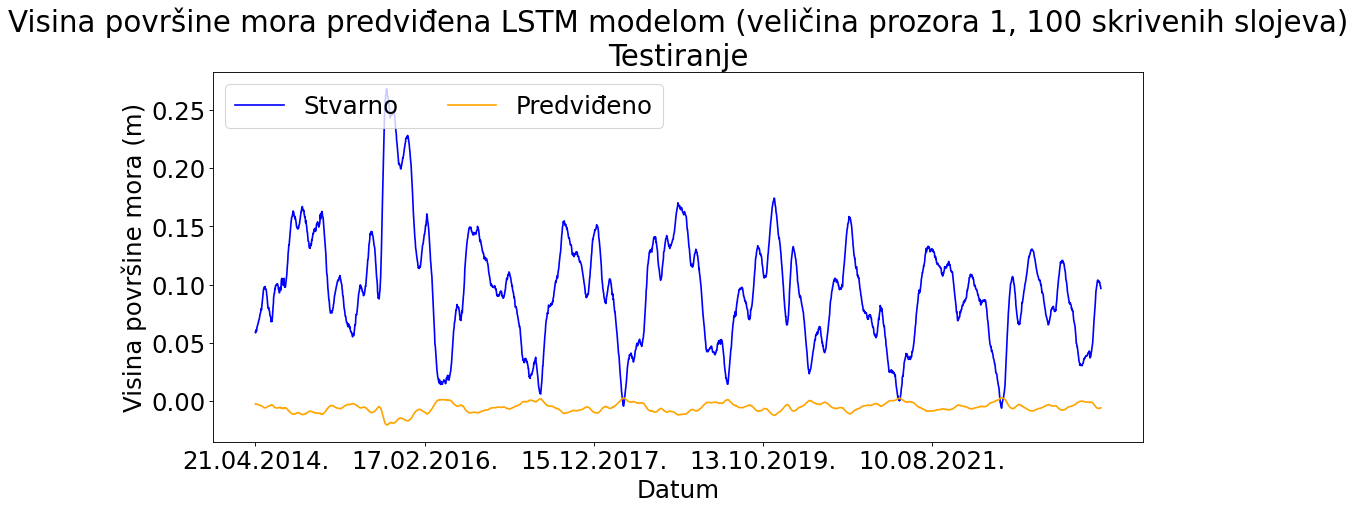 Visina površine mora predviđena LSTM modelom (veličina prozora 1, 100 skrivenih slojeva)
Testiranje
Stvarno Predviđeno
Visina površine mora (m)
0.25
0.20
0.15
0.10
0.05
0.00
21.04.2014. 17.02.2016. 15.12.2017. 13.10.2019. 10.08.2021.
Datum